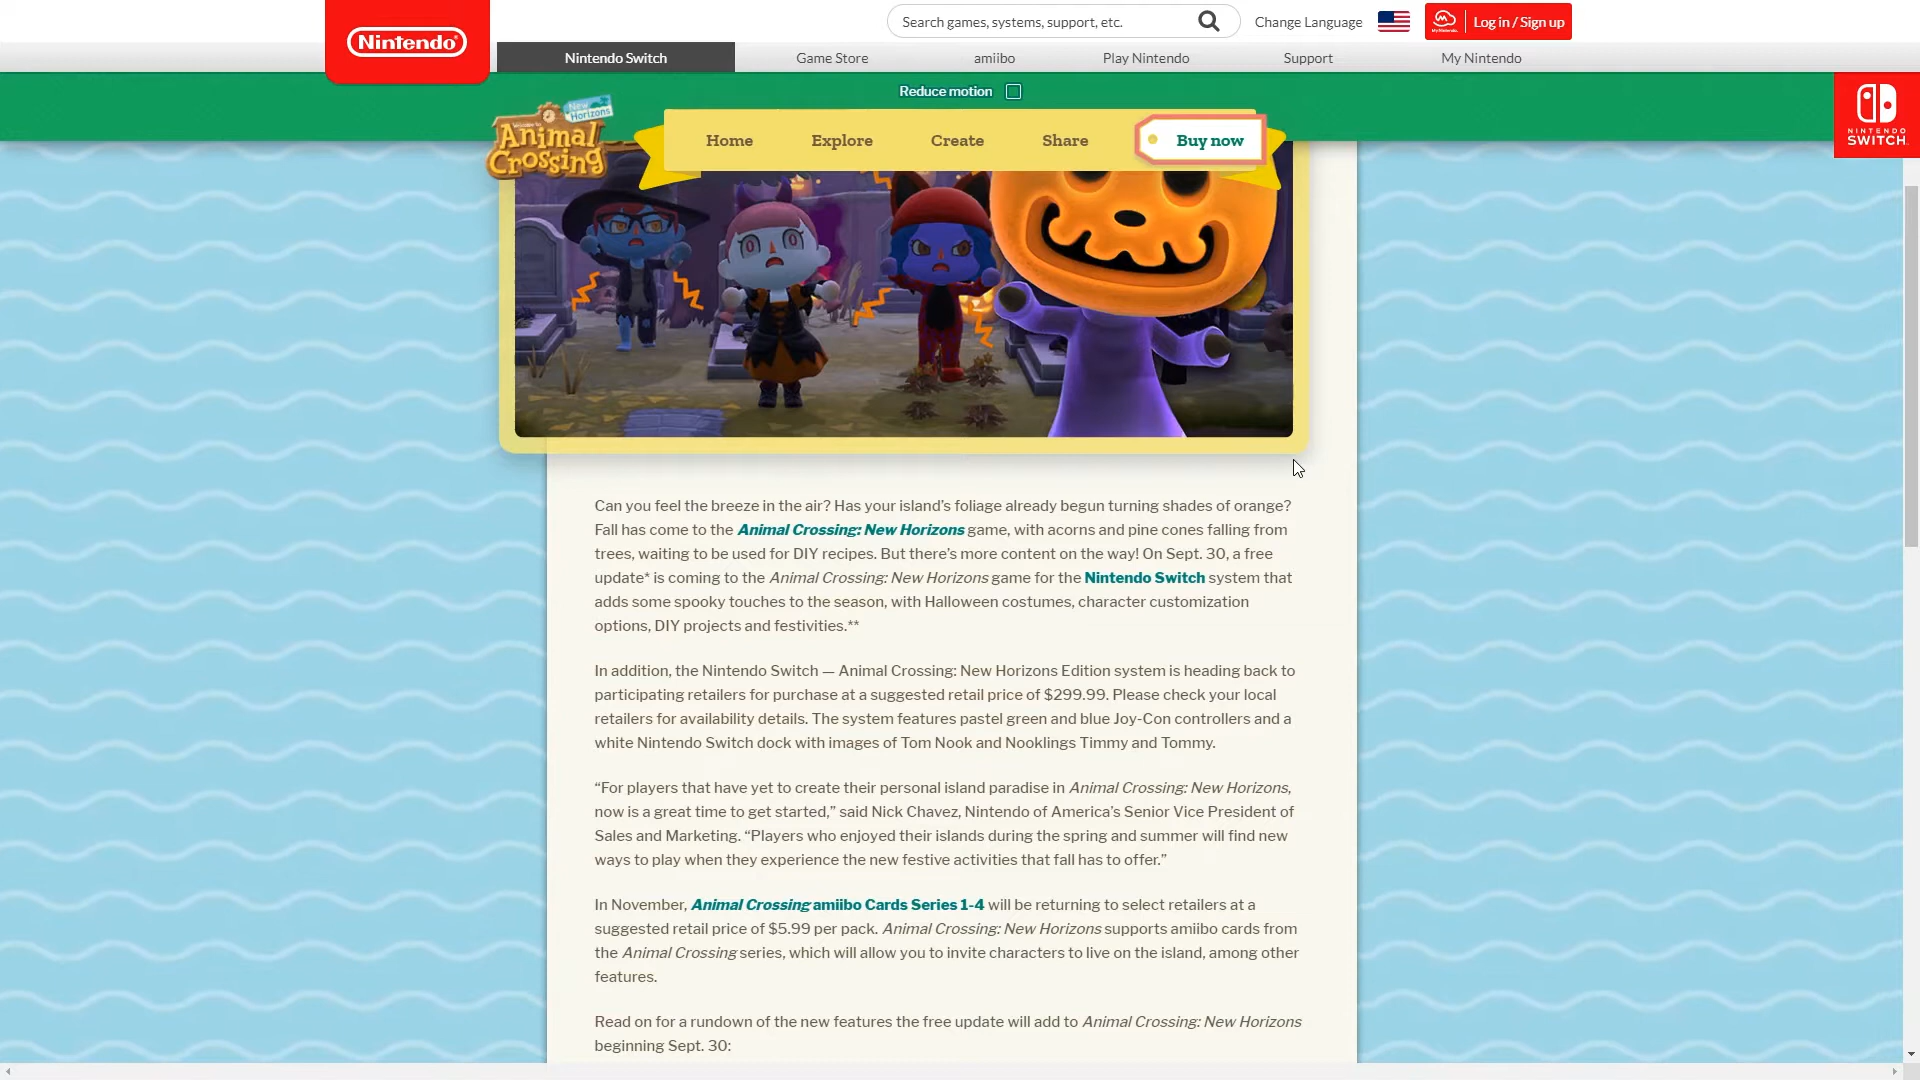 Nintendo
Search games, systems, support, etc.
Change Language
Log in / Sign up
Nintendo Switch
Game Store
amiibo
Play Nintendo
Support
My Nintendo
Reduce motion
NINTENDO
SWITCH
New
Horizons
Animal
Crossing
Home
Explore
Create
Share
Buy now
Can you feel the breeze in the air? Has your island’s foliage already begun turning shades of orange?
Fall has come to the Animal Crossing: New Horizons game, with acorns and pine cones falling from
trees, waiting to be used for DIY recipes. But there’s more content on the way! On Sept. 30, a free
update* is coming to the Animal Crossing: New Horizons game for the Nintendo Switch system that
adds some spooky touches to the season, with Halloween costumes, character customization
options, DIY projects and festivities.**
In addition, the Nintendo Switch — Animal Crossing: New Horizons Edition system is heading back to
participating retailers for purchase at a suggested retail price of $299.99. Please check your local
retailers for availability details. The system features pastel green and blue Joy-Con controllers and a
white Nintendo Switch dock with images of Tom Nook and Nooklings Timmy and Tommy.
“For players that have yet to create their personal island paradise in Animal Crossing: New Horizons,
now is a great time to get started,” said Nick Chavez, Nintendo of America’s Senior Vice President of
Sales and Marketing. “Players who enjoyed their islands during the spring and summer will find new
ways to play when they experience the new festive activities that fall has to offer.”
In November, Animal Crossing amiibo Cards Series 1-4 will be returning to select retailers at a
suggested retail price of $5.99 per pack. Animal Crossing: New Horizons supports amiibo cards from
the Animal Crossing series, which will allow you to invite characters to live on the island, among other
features.
Read on for a rundown of the new features the free update will add to Animal Crossing: New Horizons
beginning Sept. 30: